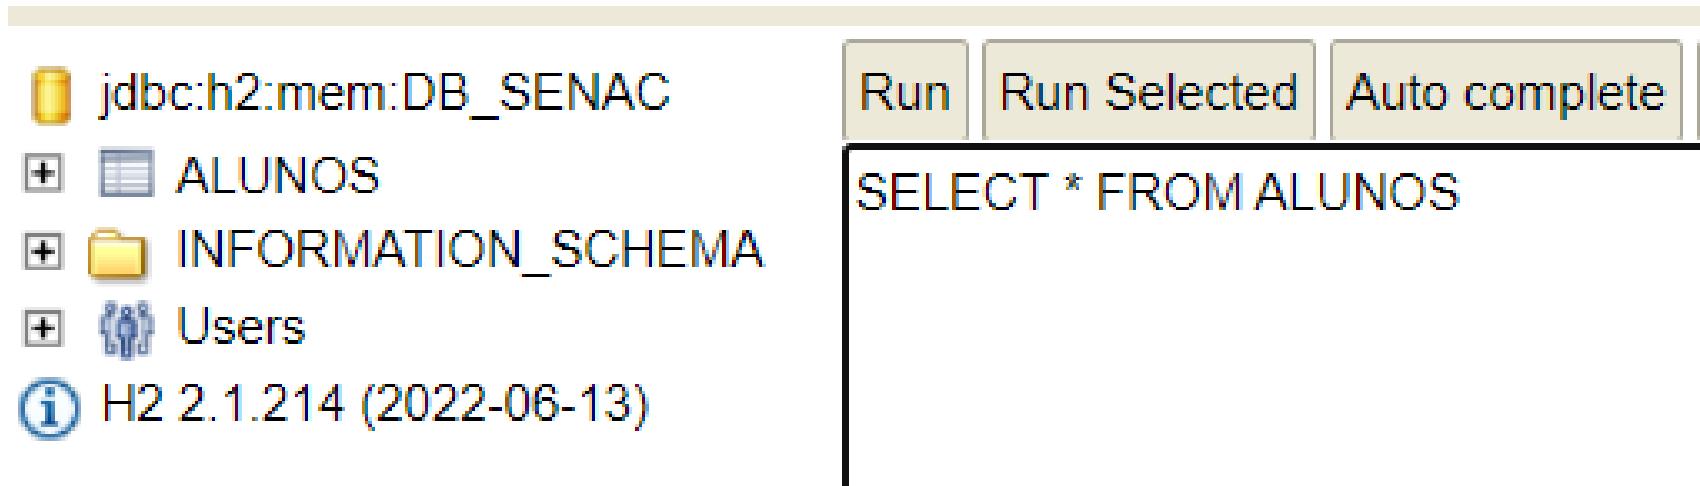 jdbc:h2:mem:DB_SENAC
ALUNOS
INFORMATION_SCHEMA
Users
H2 2.1.214 (2022-06-13)
Run Run Selected Auto complete
SELECT * FROM ALUNOS